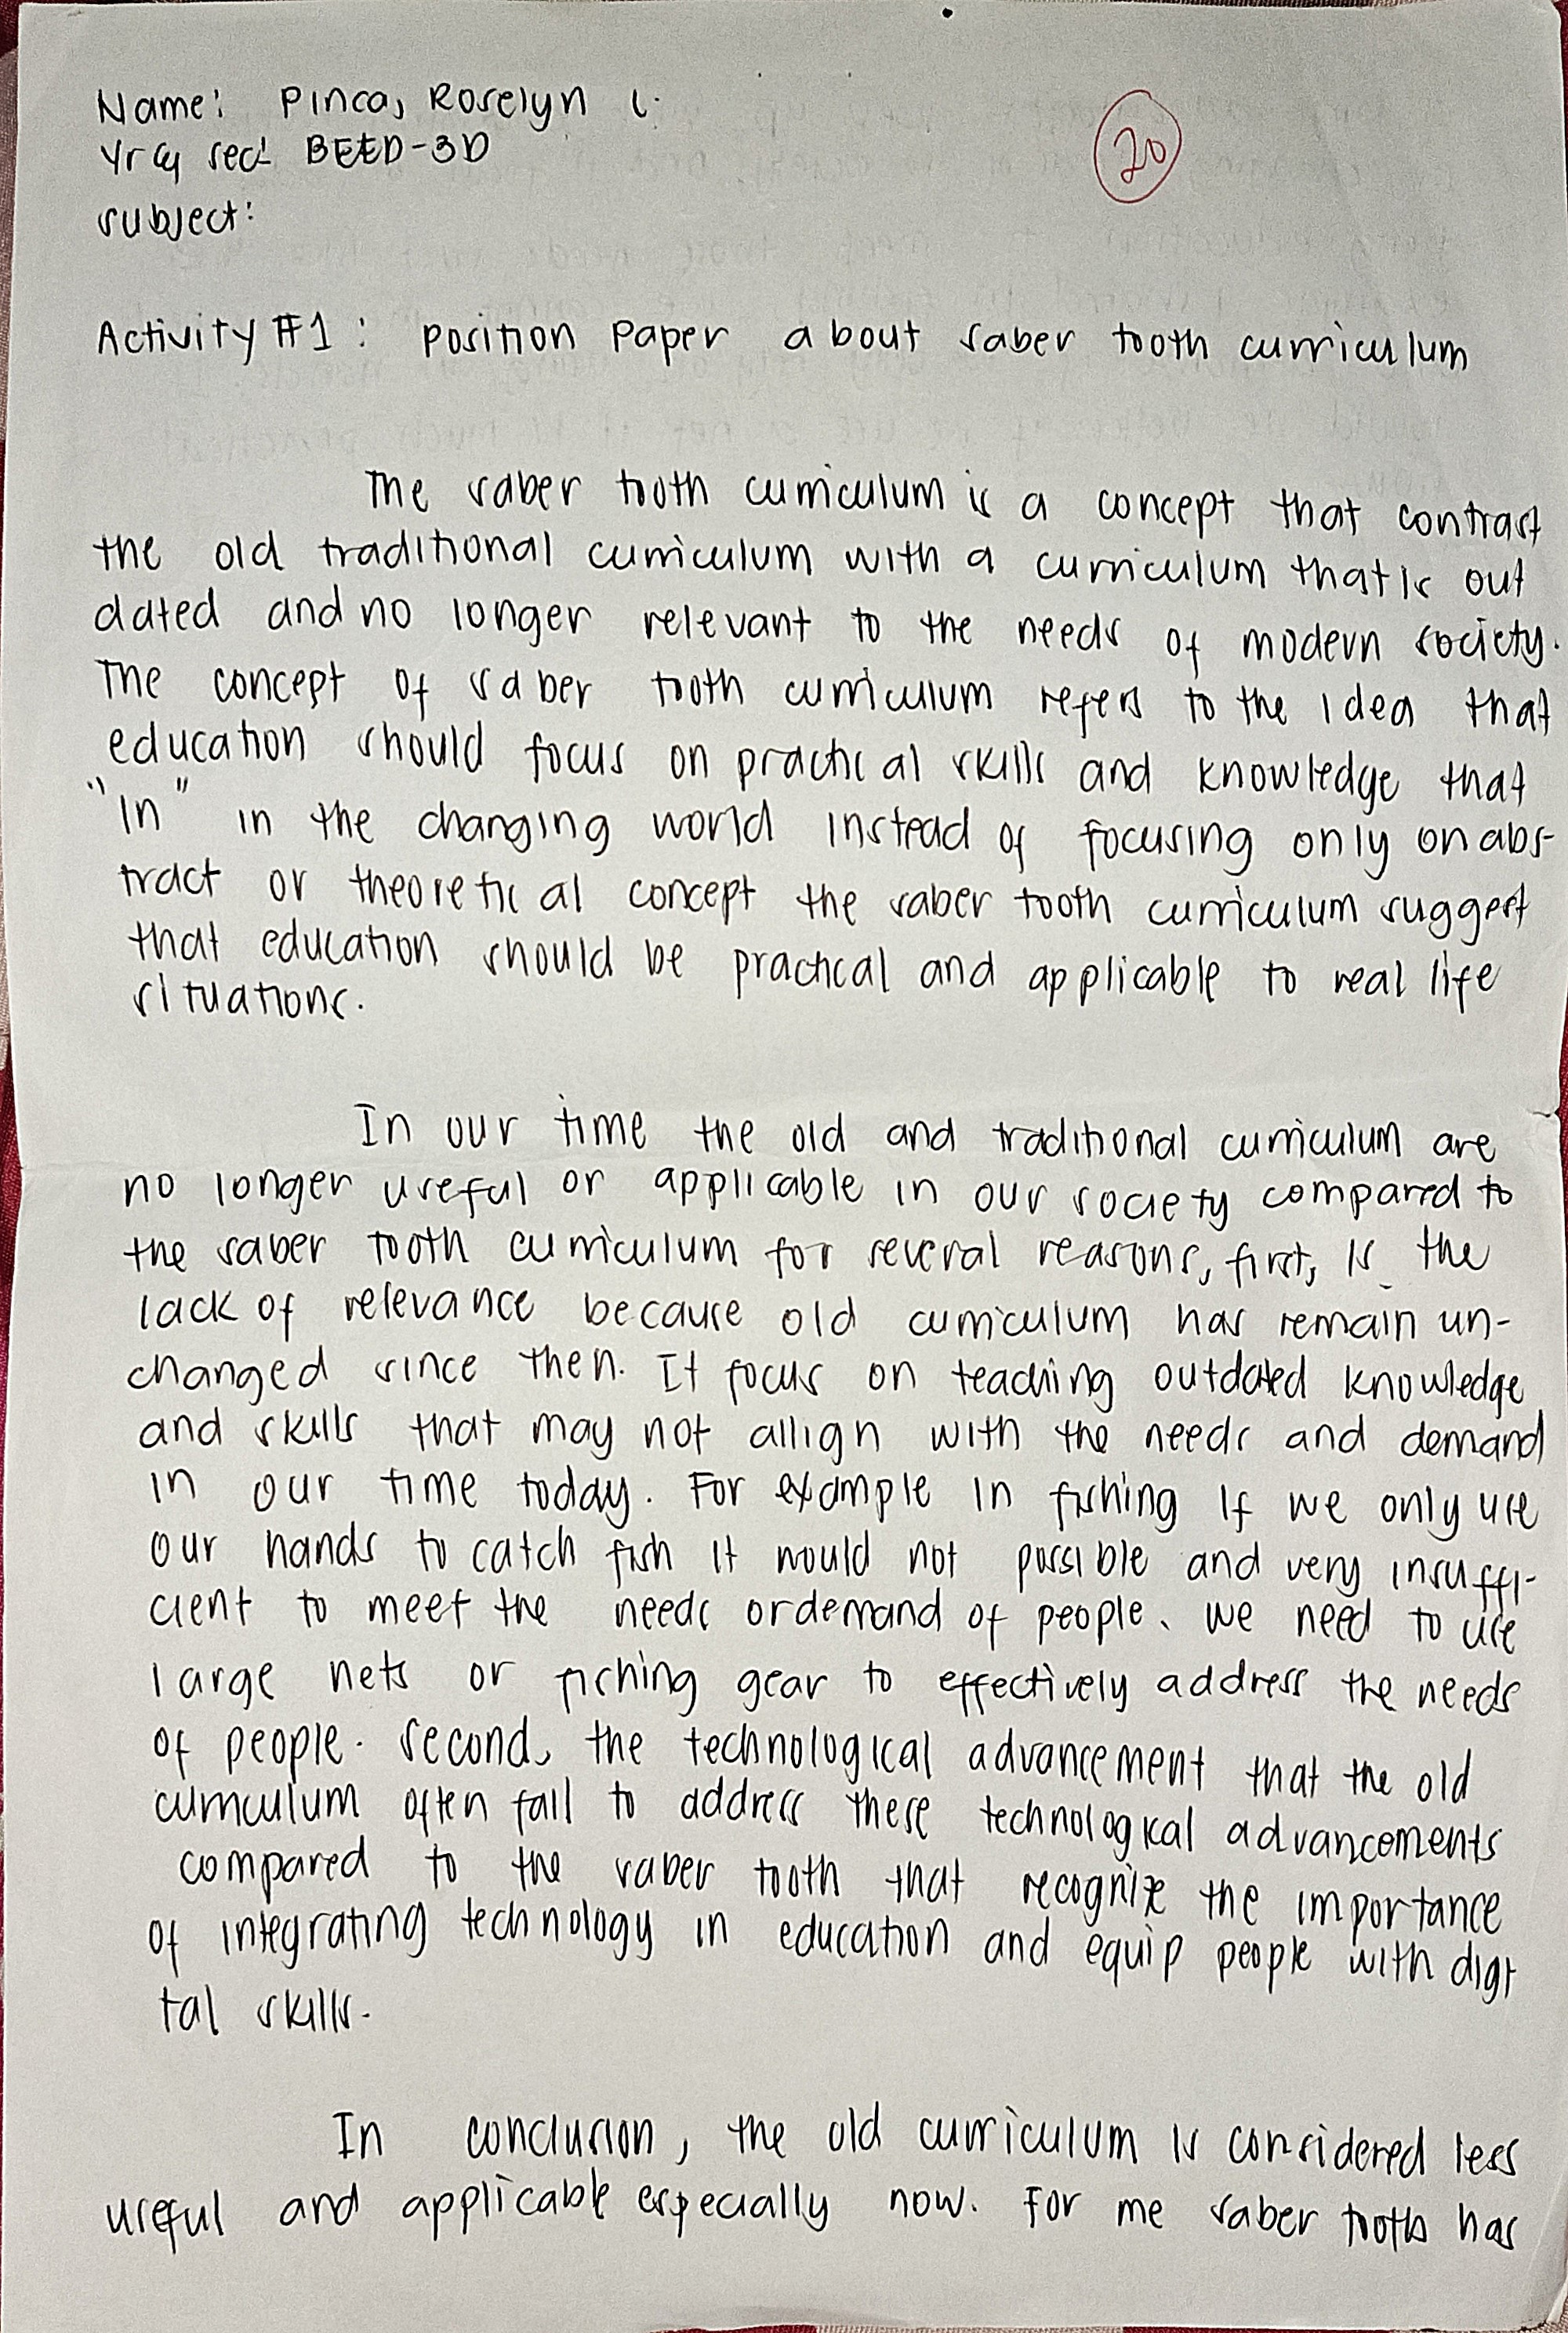 Name: Pinca, Roselyn L.
Yr & sec: BEED-3D
20
subject:
Activity #1: Position Paper about saber tooth curriculum
The saber tooth curriculum is a concept that contrast
the old traditional curriculum with a curriculum that is out
dated and no longer relevant to the needs of modern society.
The concept of saber tooth curriculum refers to the idea that
education should focus on practical skills and knowledge that
"in" in the changing world instead of focusing only on abs-
tract or theoretical concept the saber tooth curriculum suggest
that education should be practical and applicable to real life
situations.
In our time the old and traditional curriculum are
no longer useful or applicable in our society compared to
the saber tooth curriculum for several reasons, first, is the
lack of relevance because old curriculum has remain un-
changed since then. It focus on teaching outdated knowledge
and skills that may not allign with the needs and demand
in our time today. For example in fishing if we only use
our hands to catch fish it would not possible and very insuffi-
cient to meet the needs or demand of people. We need to use
large nets or fishing gear to effectively address the needs
of people. Second, the technological advancement that the old
curriculum often fail to address these technological advancements
compared to the saber tooth that recognize the importance
of integrating technology in education and equip people with digi
tal skills.
In conclusion, the old curriculum is considered less
useful and applicable especially now. For me saber tooth has